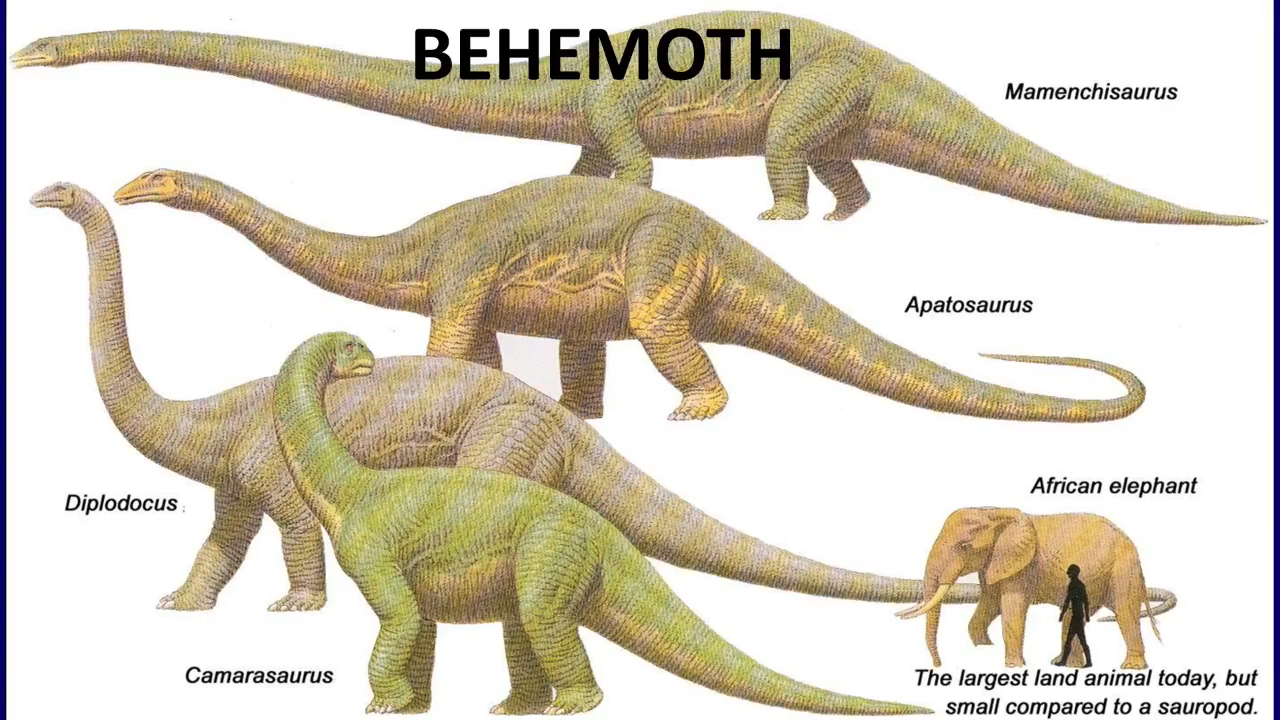 BEHEMOTH
Mamenchisaurus
Apatosaurus
African elephant
Diplodocus
Camarasaurus
The largest land animal today, but
small compared to a sauropod.